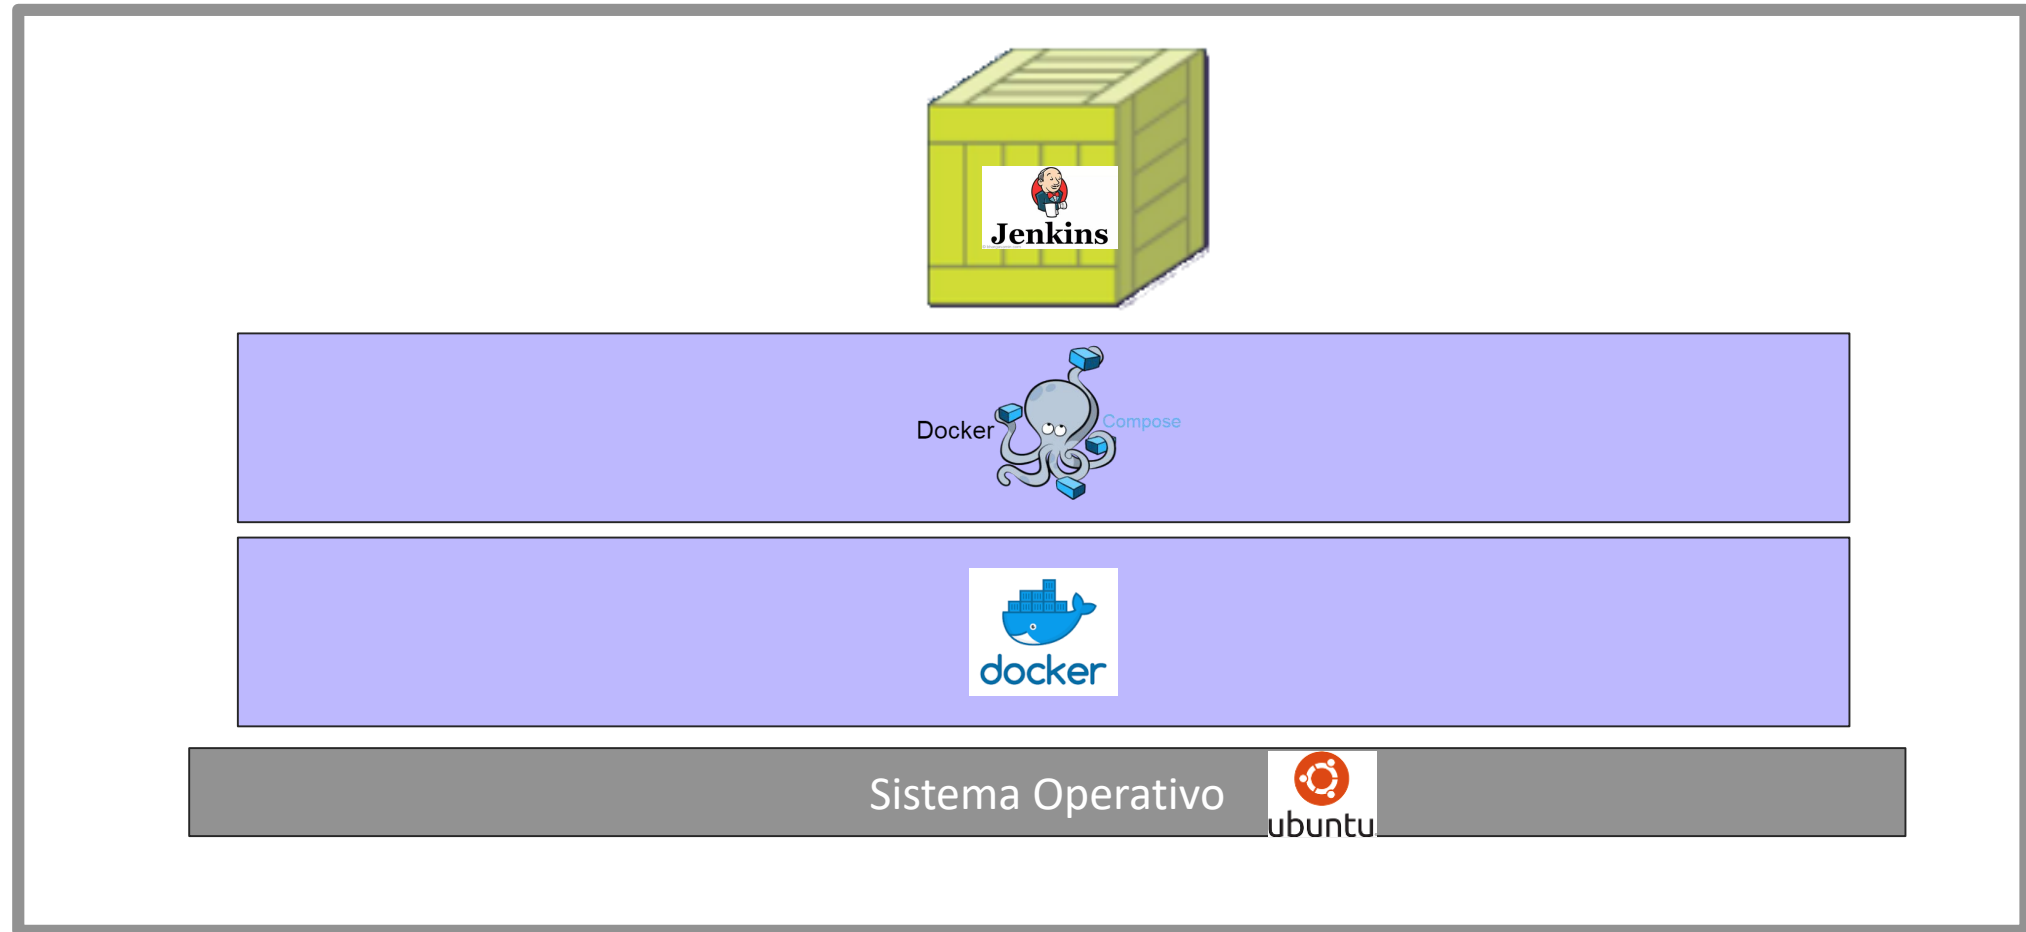 Jenkins
Docker Compose
docker
Sistema Operativo
ubuntu